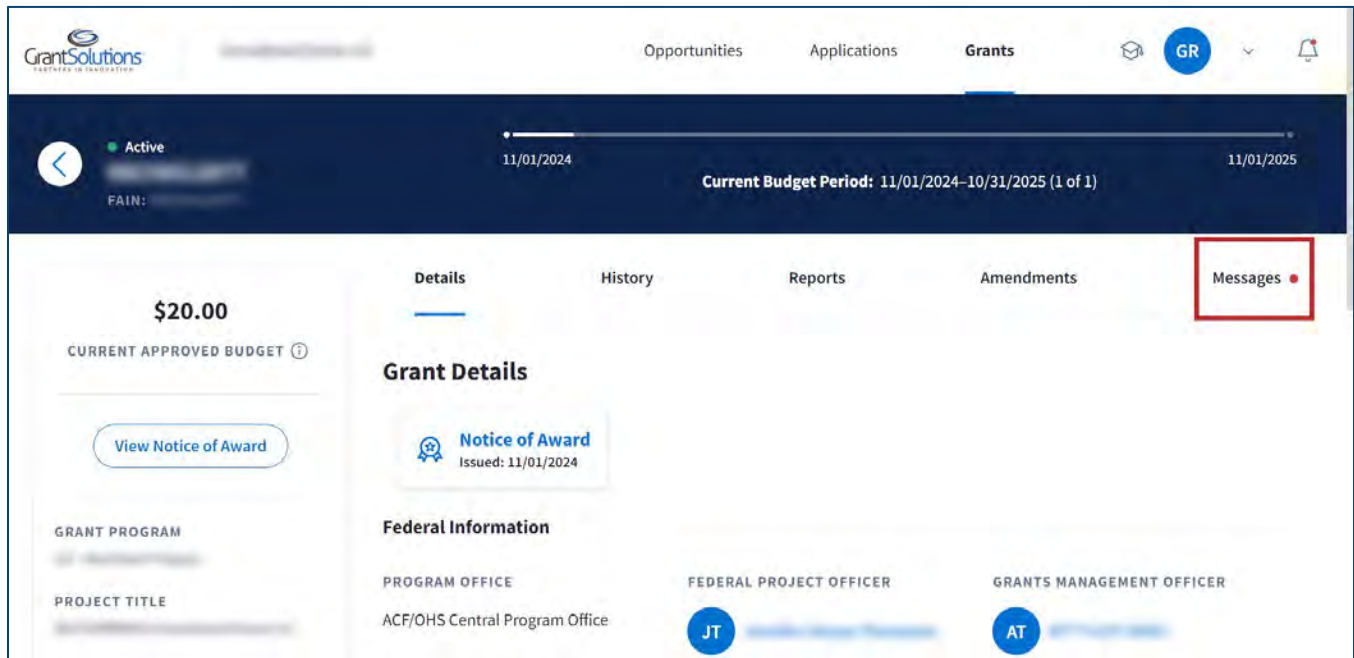 GrantSolutions
PARTNERS IN INNOVATION
Opportunities Applications Grants GR
Active
FAIN:
11/01/2024 11/01/2025
Current Budget Period: 11/01/2024–10/31/2025 (1 of 1)
Details History Reports Amendments Messages
$20.00
CURRENT APPROVED BUDGET
View Notice of Award
GRANT PROGRAM
PROJECT TITLE
Grant Details
Notice of Award
Issued: 11/01/2024
Federal Information
PROGRAM OFFICE FEDERAL PROJECT OFFICER GRANTS MANAGEMENT OFFICER
ACF/OHS Central Program Office JT AT